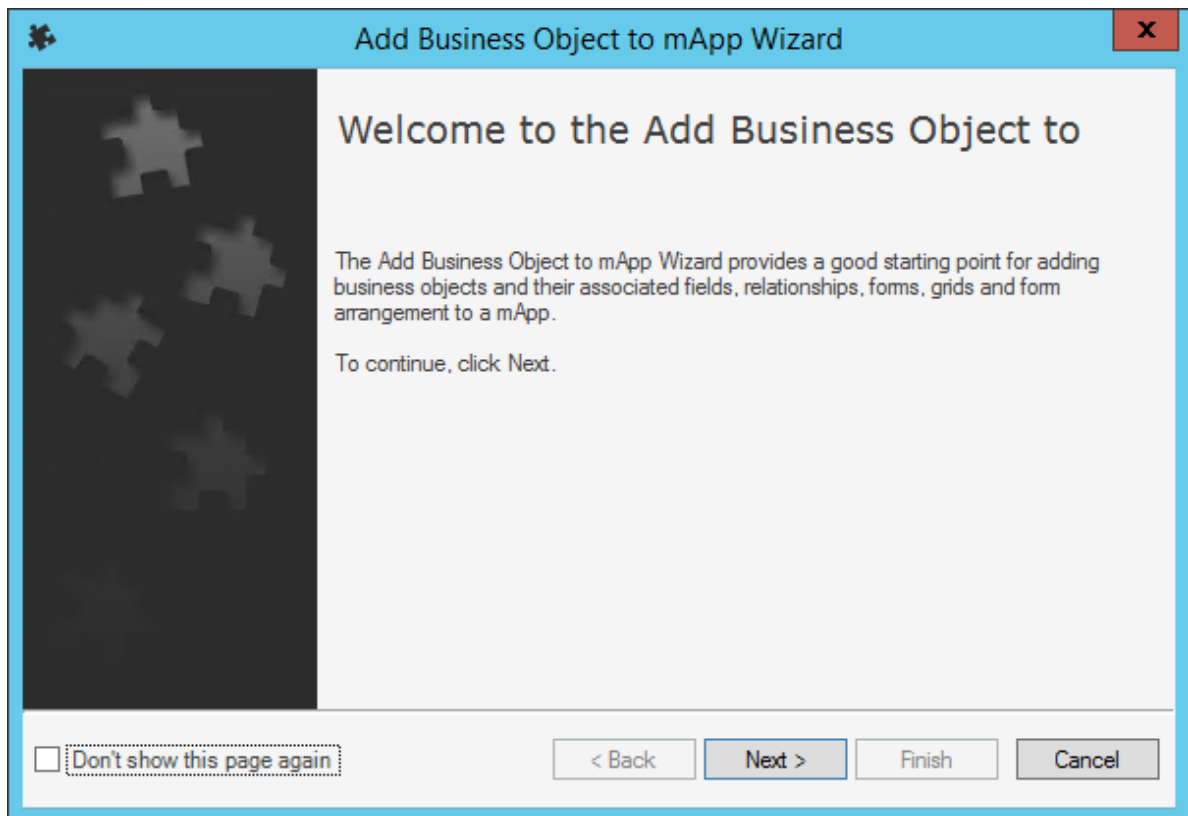 Add Business Object to mApp Wizard
x
Welcome to the Add Business Object to
The Add Business Object to mApp Wizard provides a good starting point for adding
business objects and their associated fields, relationships, forms, grids and form
arrangement to a mApp.
To continue, click Next.
Don't show this page again
< Back
Next >
Finish
Cancel